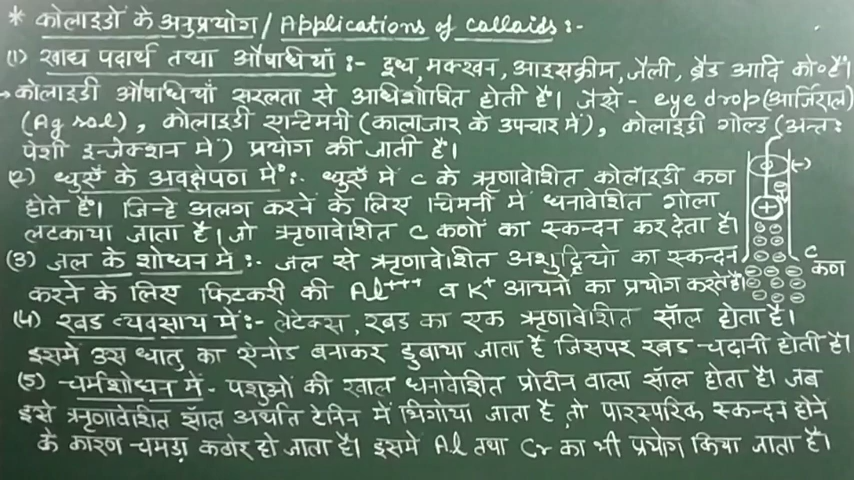 * कोलाइडों के अनुप्रयोग / Applications of colloids :-
(1) खाद्य पदार्थ तथा औषधियाँ :- दूध, मक्खन, आइसक्रीम, जैली, ब्रैड आदि को॰ हैं।
→ कोलाइडी औषधियाँ सरलता से अधिशोषित होती हैं। जैसे - eye drop (आर्जिराल)
(Ag sol), कोलाइडी एन्टिमनी (कालाजार के उपचार में), कोलाइडी गोल्ड (अन्तः
पेशी इन्जेक्शन में) प्रयोग की जाती हैं।
(2) धुएँ के अवक्षेपण में :- धुएँ में C के ऋणावेशित कोलाइडी कण
होते हैं। जिन्हे अलग करने के लिए चिमनी में धनावेशित गोला
लटकाया जाता है। जो ऋणावेशित C कणों का स्कन्दन कर देता है।
(3) जल के शोधन में :- जल से ऋणावेशित अशुद्धियो का स्कन्दन
करने के लिए फिटकरी की Al+++ व K+ आयनों का प्रयोग करते हैं।
(-)
+
C
कण
(4) रबड व्यवसाय में :- लेटेक्स, रबड का एक ऋणावेशित सॉल होता है।
इसमें उस धातु का ऐनोड बनाकर डुबाया जाता है जिसपर रबड चढ़ानी होती है।
(5) चर्मशोधन में - पशुओं की खाल धनावेशित प्रोटीन वाला सॉल होता है। जब
इसे ऋणावेशित सॉल अर्थात टेनिन में भिगोया जाता है, तो पारस्परिक स्कन्दन होने
के कारण चमड़ा कठोर हो जाता है। इसमे Al तथा Cr का भी प्रयोग किया जाता है।